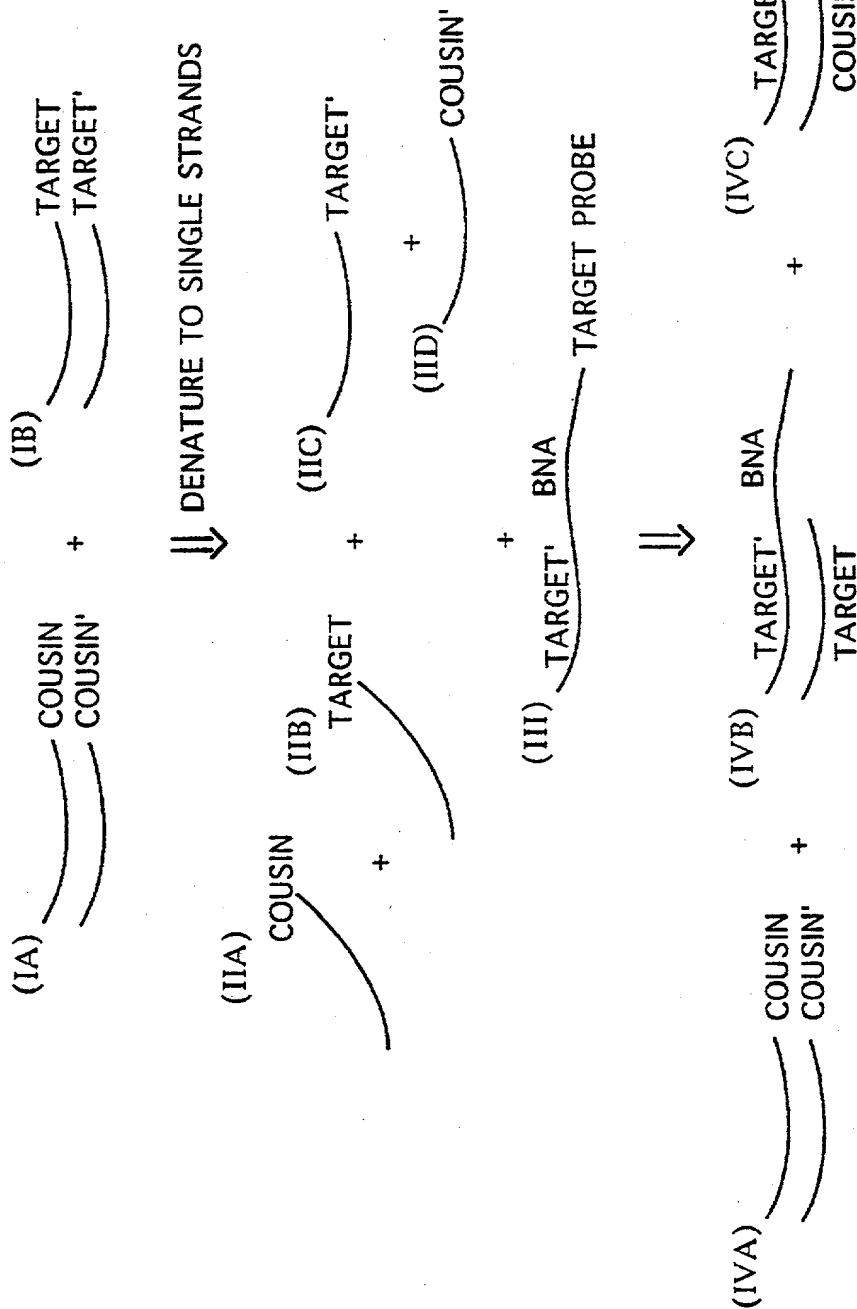 (IA)
COUSIN
COUSIN'
+
(IB)
TARGET
TARGET'
DENATURE TO SINGLE STRANDS
(IIA)
COUSIN
+
(IIB)
TARGET
+
(IIC)
TARGET'
+
(IID)
COUSIN'
+
(III)
TARGET' BNA
TARGET PROBE
(IVA)
COUSIN
COUSIN'
+
(IVB)
TARGET' BNA
TARGET
+
(IVC)